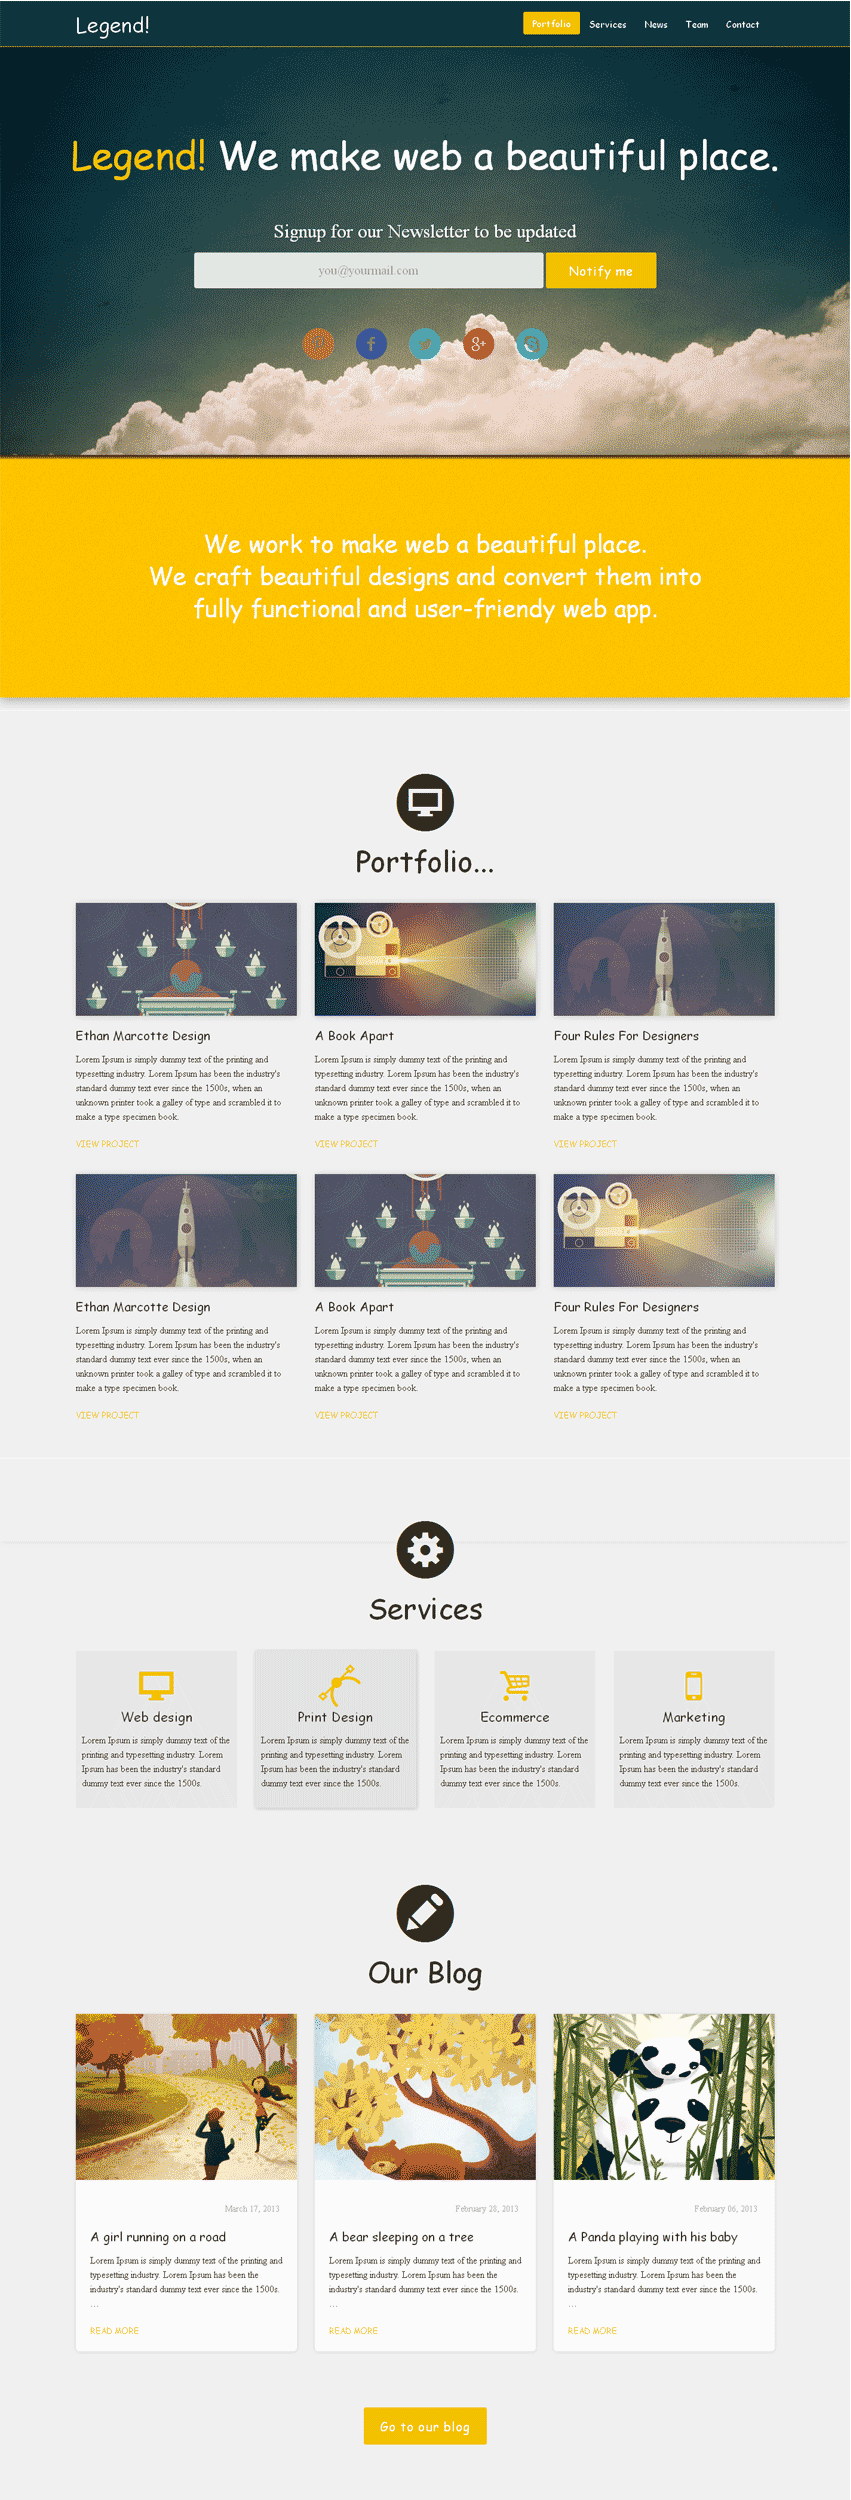 Legend!
Portfolio Services News Team Contact
Legend! We make web a beautiful place.
Signup for our Newsletter to be updated
you@yourmail.com Notify me
We work to make web a beautiful place.
We craft beautiful designs and convert them into
fully functional and user-friendy web app.
Portfolio...
Ethan Marcotte Design
Lorem Ipsum is simply dummy text of the printing and
typesetting industry. Lorem Ipsum has been the industry's
standard dummy text ever since the 1500s, when an
unknown printer took a galley of type and scrambled it to
make a type specimen book.
VIEW PROJECT
A Book Apart
Lorem Ipsum is simply dummy text of the printing and
typesetting industry. Lorem Ipsum has been the industry's
standard dummy text ever since the 1500s, when an
unknown printer took a galley of type and scrambled it to
make a type specimen book.
VIEW PROJECT
Four Rules For Designers
Lorem Ipsum is simply dummy text of the printing and
typesetting industry. Lorem Ipsum has been the industry's
standard dummy text ever since the 1500s, when an
unknown printer took a galley of type and scrambled it to
make a type specimen book.
VIEW PROJECT
Ethan Marcotte Design
Lorem Ipsum is simply dummy text of the printing and
typesetting industry. Lorem Ipsum has been the industry's
standard dummy text ever since the 1500s, when an
unknown printer took a galley of type and scrambled it to
make a type specimen book.
VIEW PROJECT
A Book Apart
Lorem Ipsum is simply dummy text of the printing and
typesetting industry. Lorem Ipsum has been the industry's
standard dummy text ever since the 1500s, when an
unknown printer took a galley of type and scrambled it to
make a type specimen book.
VIEW PROJECT
Four Rules For Designers
Lorem Ipsum is simply dummy text of the printing and
typesetting industry. Lorem Ipsum has been the industry's
standard dummy text ever since the 1500s, when an
unknown printer took a galley of type and scrambled it to
make a type specimen book.
VIEW PROJECT
Services
Web design
Lorem Ipsum is simply dummy text of the
printing and typesetting industry. Lorem
Ipsum has been the industry's standard
dummy text ever since the 1500s.
Print Design
Lorem Ipsum is simply dummy text of the
printing and typesetting industry. Lorem
Ipsum has been the industry's standard
dummy text ever since the 1500s.
Ecommerce
Lorem Ipsum is simply dummy text of the
printing and typesetting industry. Lorem
Ipsum has been the industry's standard
dummy text ever since the 1500s.
Marketing
Lorem Ipsum is simply dummy text of the
printing and typesetting industry. Lorem
Ipsum has been the industry's standard
dummy text ever since the 1500s.
Our Blog
March 17, 2013
A girl running on a road
Lorem Ipsum is simply dummy text of the printing and
typesetting industry. Lorem Ipsum has been the
industry's standard dummy text ever since the 1500s.
...
READ MORE
February 28, 2013
A bear sleeping on a tree
Lorem Ipsum is simply dummy text of the printing and
typesetting industry. Lorem Ipsum has been the
industry's standard dummy text ever since the 1500s.
...
READ MORE
February 06, 2013
A Panda playing with his baby
Lorem Ipsum is simply dummy text of the printing and
typesetting industry. Lorem Ipsum has been the
industry's standard dummy text ever since the 1500s.
...
READ MORE
Go to our blog